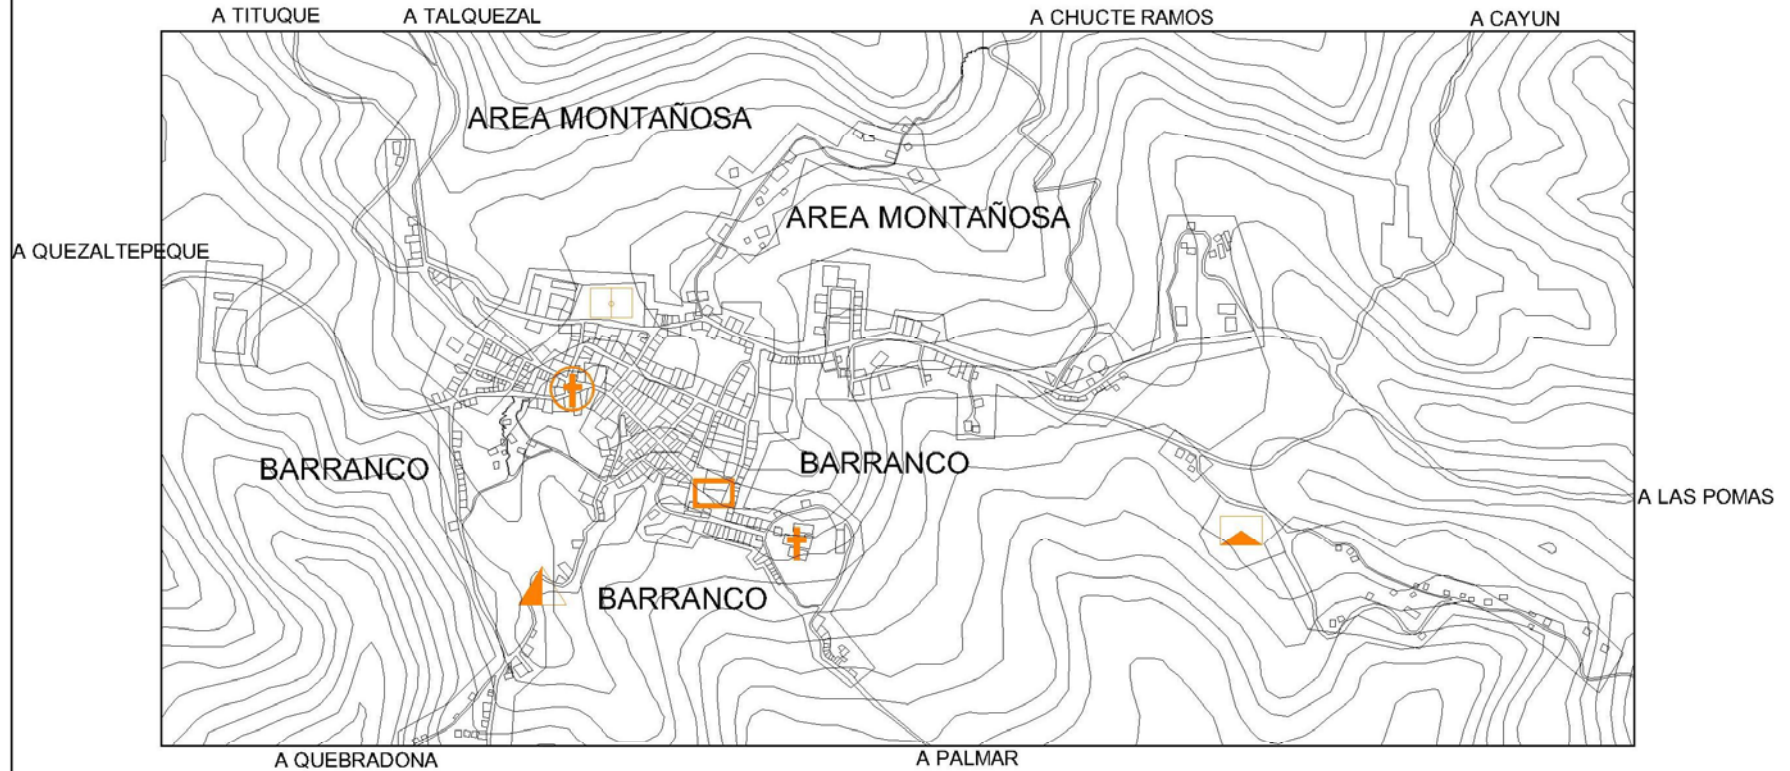 A TITUQUE
A TALQUEZAL
A CHUCTE RAMOS
A CAYUN
AREA MONTAÑOSA
AREA MONTAÑOSA
A QUEZALTEPEQUE
BARRANCO
BARRANCO
A LAS POMAS
BARRANCO
A QUEBRADONA
A PALMAR